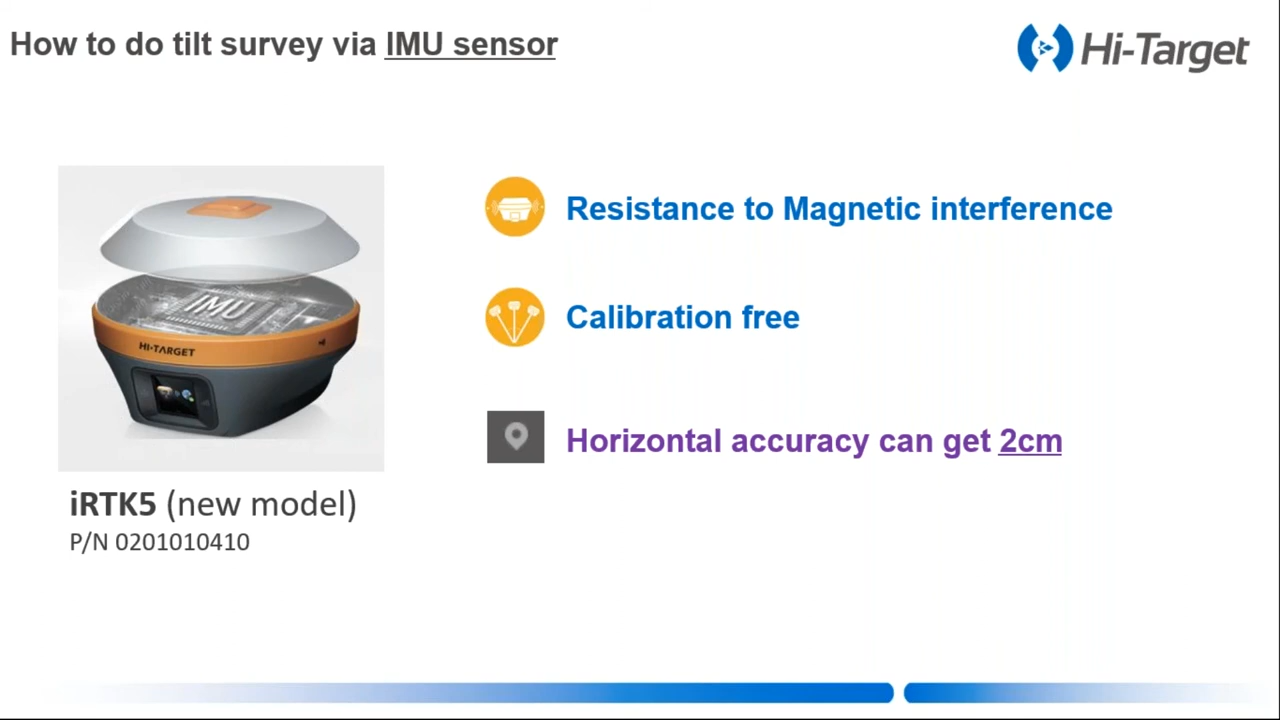 How to do tilt survey via IMU sensor
Hi-Target
Resistance to Magnetic interference
IMU
HI-TARGET
Calibration free
Horizontal accuracy can get 2cm
iRTK5 (new model)
P/N 0201010410